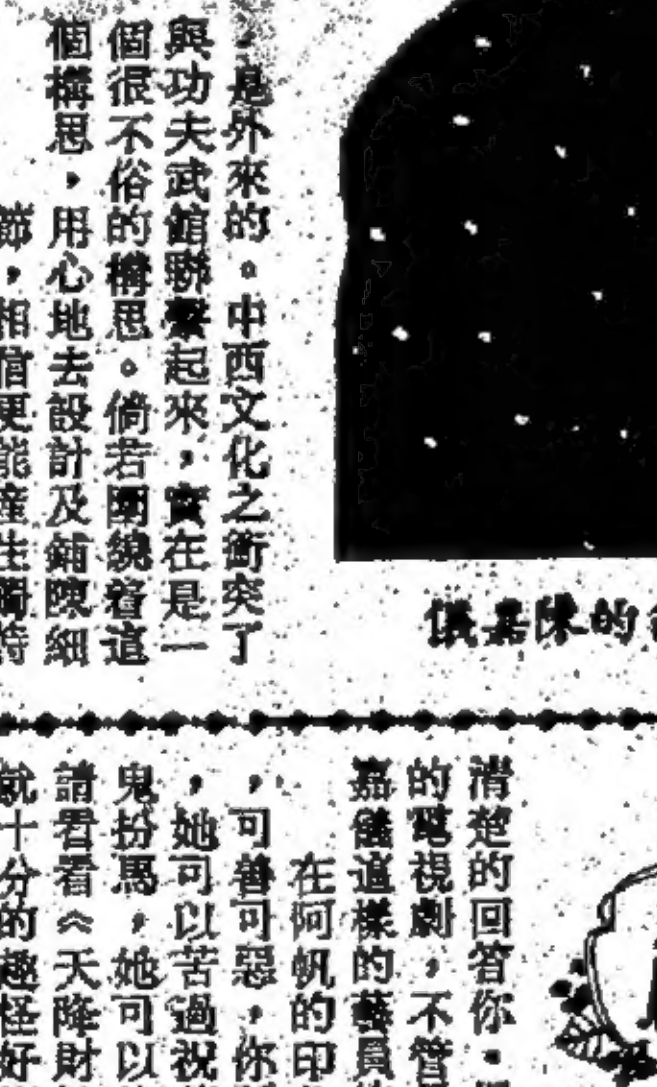 是外來的。中西文化之衝突了
與功夫武館聯繫起來，實在是一
個很不俗的構思。倘若圍繞着這
個構思，用心地去設計及鋪陳細
節，相信更能產生獨特
儀嘉陳的
清楚的回答你。
的電視劇，不管
嘉儀這樣的藝員
在阿帆的印
，可善可惡，你
，她可以苦過祝
鬼扮馬，她可以
請看看《天降財
就十分的趣怪好